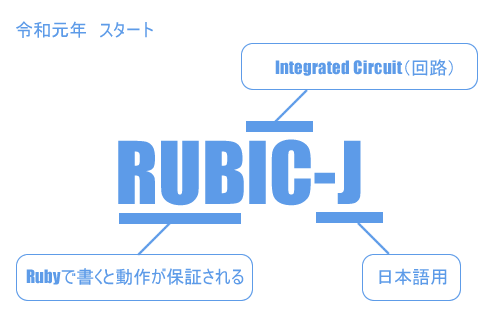 令和元年　スタート
Integrated Circuit（回路）
RUBIC-J
Rubyで書くと動作が保証される
日本語用